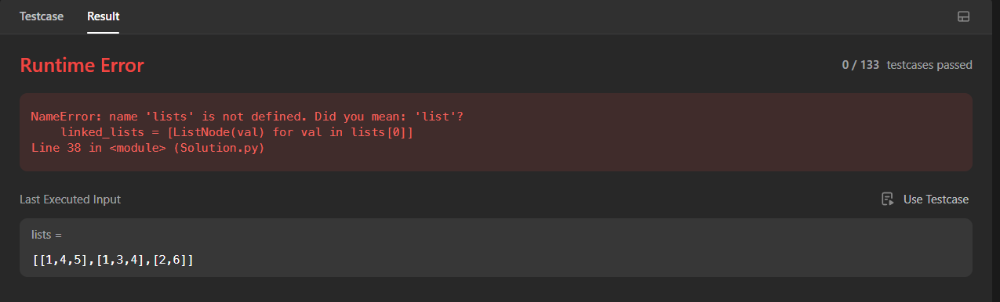 Testcase Result
Runtime Error 0 / 133 testcases passed
NameError: name 'lists' is not defined. Did you mean: 'list'?
    linked_lists = [ListNode(val) for val in lists[0]]
Line 38 in <module> (Solution.py)
Last Executed Input Use Testcase
lists =
[[1,4,5],[1,3,4],[2,6]]